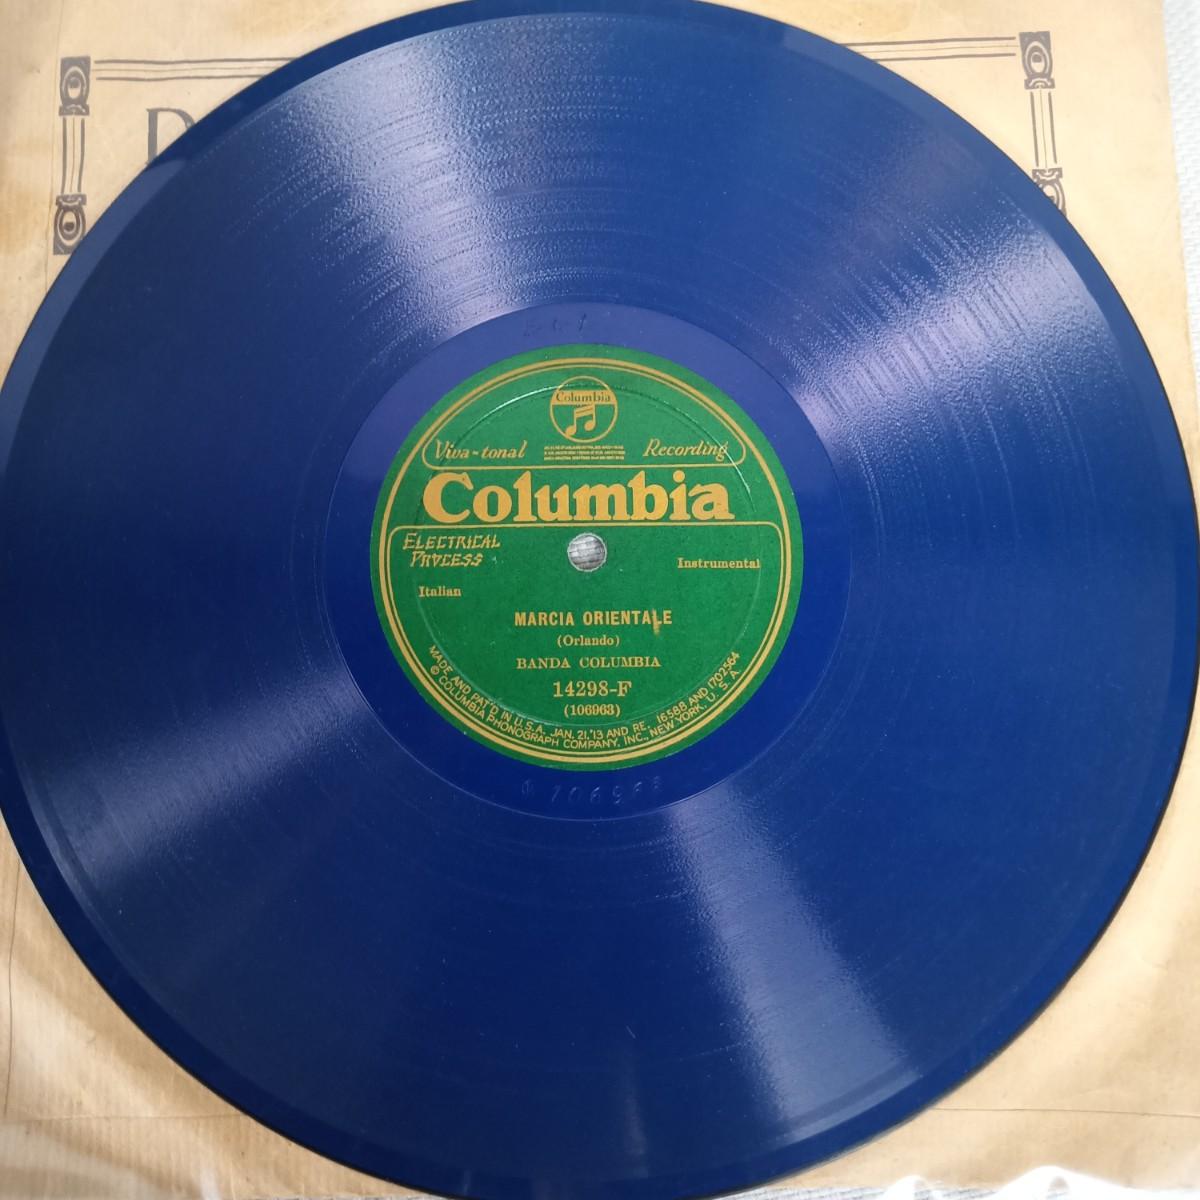 D
Columbia
Viva-tonal Recording
Columbia
ELECTRICAL
PROCESS
Instrumental
Italian
MARCIA ORIENTALE
(Orlando)
BANDA COLUMBIA
14298-F
(106963)
MADE AND PAT'D IN U.S.A. JAN. 21, '13 AND RE. 16588 AND 1702564
© COLUMBIA PHONOGRAPH COMPANY, INC., NEW YORK, U. S. A.
106963